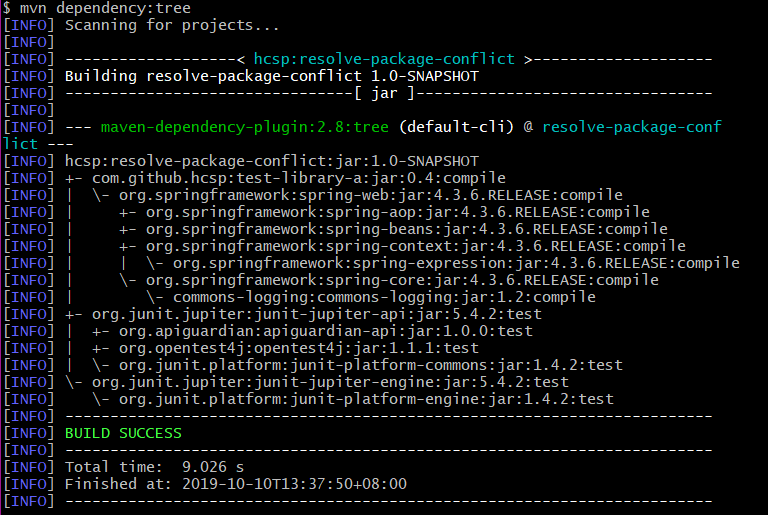 $ mvn dependency:tree
[INFO] Scanning for projects...
[INFO]
[INFO] -------------------< hcsp:resolve-package-conflict >--------------------
[INFO] Building resolve-package-conflict 1.0-SNAPSHOT
[INFO] --------------------------------[ jar ]---------------------------------
[INFO]
[INFO] --- maven-dependency-plugin:2.8:tree (default-cli) @ resolve-package-conf
lict ---
[INFO] hcsp:resolve-package-conflict:jar:1.0-SNAPSHOT
[INFO] +- com.github.hcsp:test-library-a:jar:0.4:compile
[INFO] |  \- org.springframework:spring-web:jar:4.3.6.RELEASE:compile
[INFO] |     +- org.springframework:spring-aop:jar:4.3.6.RELEASE:compile
[INFO] |     +- org.springframework:spring-beans:jar:4.3.6.RELEASE:compile
[INFO] |     +- org.springframework:spring-context:jar:4.3.6.RELEASE:compile
[INFO] |     |  \- org.springframework:spring-expression:jar:4.3.6.RELEASE:compile
[INFO] |     \- org.springframework:spring-core:jar:4.3.6.RELEASE:compile
[INFO] |        \- commons-logging:commons-logging:jar:1.2:compile
[INFO] +- org.junit.jupiter:junit-jupiter-api:jar:5.4.2:test
[INFO] |  +- org.apiguardian:apiguardian-api:jar:1.0.0:test
[INFO] |  +- org.opentest4j:opentest4j:jar:1.1.1:test
[INFO] |  \- org.junit.platform:junit-platform-commons:jar:1.4.2:test
[INFO] \- org.junit.jupiter:junit-jupiter-engine:jar:5.4.2:test
[INFO]    \- org.junit.platform:junit-platform-engine:jar:1.4.2:test
[INFO] ------------------------------------------------------------------------
[INFO] BUILD SUCCESS
[INFO] ------------------------------------------------------------------------
[INFO] Total time:  9.026 s
[INFO] Finished at: 2019-10-10T13:37:50+08:00
[INFO] ------------------------------------------------------------------------